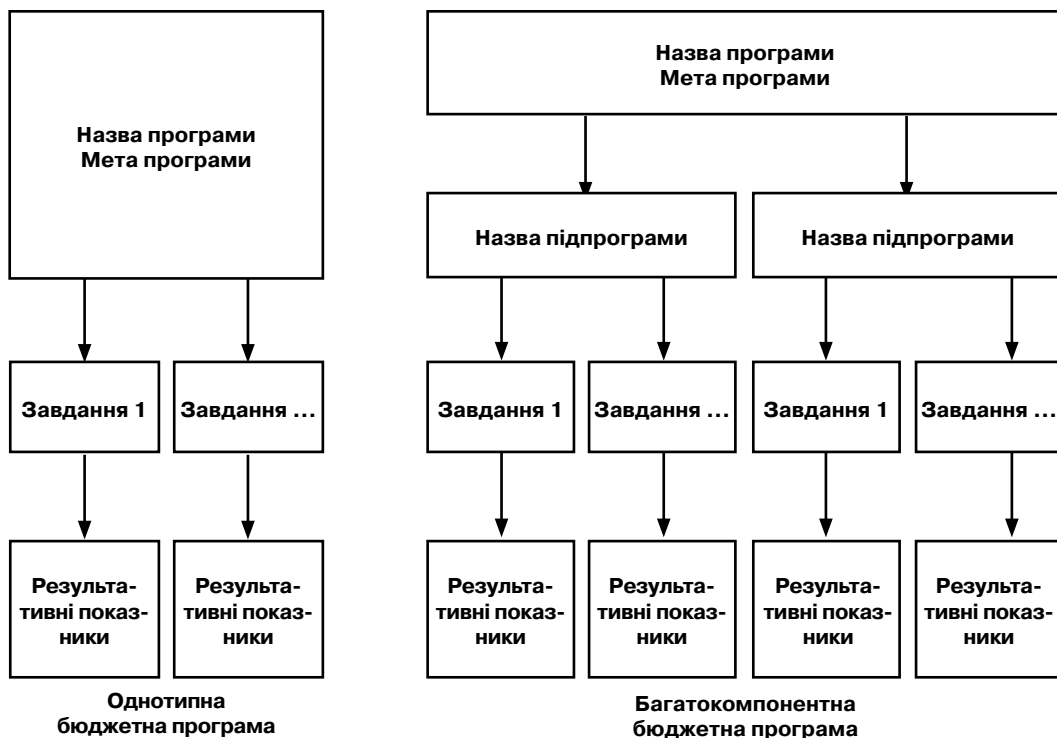 Назва програми
Мета програми
Завдання 1
Завдання ...
Результа-
тивні показ-
ники
Результа-
тивні показ-
ники
Однотипна
бюджетна програма
Назва програми
Мета програми
Назва підпрограми
Назва підпрограми
Завдання 1
Завдання ...
Завдання 1
Завдання ...
Результа-
тивні показ-
ники
Результа-
тивні показ-
ники
Результа-
тивні показ-
ники
Результа-
тивні показ-
ники
Багатокомпонентна
бюджетна програма